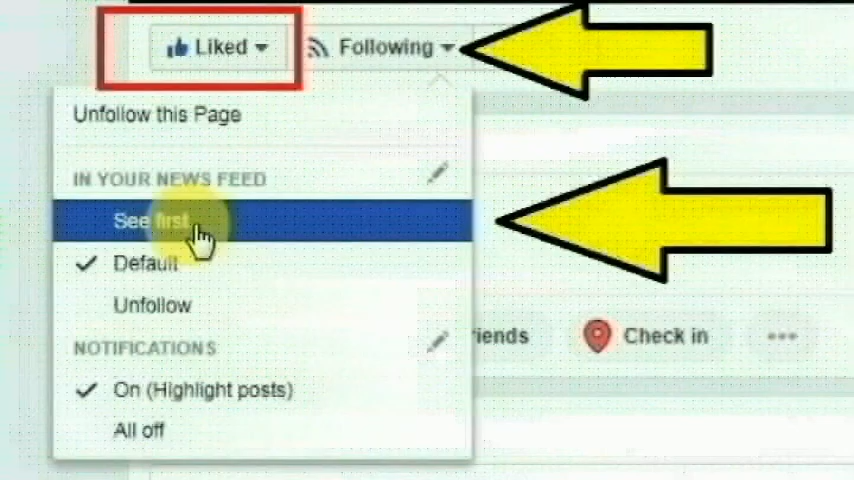 Liked Following
Unfollow this Page
IN YOUR NEWS FEED
See first
Default
Unfollow
NOTIFICATIONS
riends Check in
On (Highlight posts)
All off